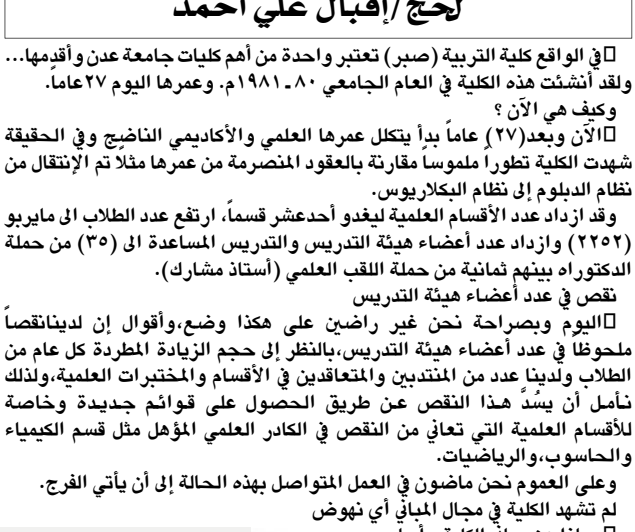 لحج/إقبال علي أحمد
في الواقع كلية التربية (صبر) تعتبر واحدة من أهم كليات جامعة عدن وأقدمها...
ولقد أنشئت هذه الكلية في العام الجامعي ٨٠ ـ ١٩٨١م. وعمرها اليوم ٢٧عاماً.
وكيف هي الآن ؟
الآن وبعد(٢٧) عاماً بدأ يتكلل عمرها العلمي والأكاديمي الناضج وفي الحقيقة
شهدت الكلية تطوراً ملموساً مقارنة بالعقود المنصرمة من عمرها مثلا تم الإنتقال من
نظام الدبلوم إلى نظام البكلاريوس.
وقد ازداد عدد الأقسام العلمية ليغدو أحدعشر قسماً، ارتفع عدد الطلاب الى مايربو
(٢٢٥٢) وازداد عدد أعضاء هيئة التدريس والتدريس المساعدة الى (٣٥) من حملة
الدكتوراه بينهم ثمانية من حملة اللقب العلمي (أستاذ مشارك).
نقص في عدد أعضاء هيئة التدريس
اليوم وبصراحة نحن غير راضين على هكذا وضع،وأقوال إن لديناانقصاً
ملحوظاً في عدد أعضاء هيئة التدريس،بالنظر إلى حجم الزيادة المطردة كل عام من
الطلاب ولدينا عدد من المنتدبين والمتعاقدين في الأقسام والمختبرات العلمية،ولذلك
نأمل أن يسُدَّ هذا النقص عن طريق الحصول على قوائم جديدة وخاصة
للأقسام العلمية التي تعاني من النقص في الكادر العلمي المؤهل مثل قسم الكيمياء
والحاسوب،والرياضيات.
وعلى العموم نحن ماضون في العمل المتواصل بهذه الحالة إلى أن يأتي الفرج.
لم تشهد الكلية في مجال المباني أي نهوض